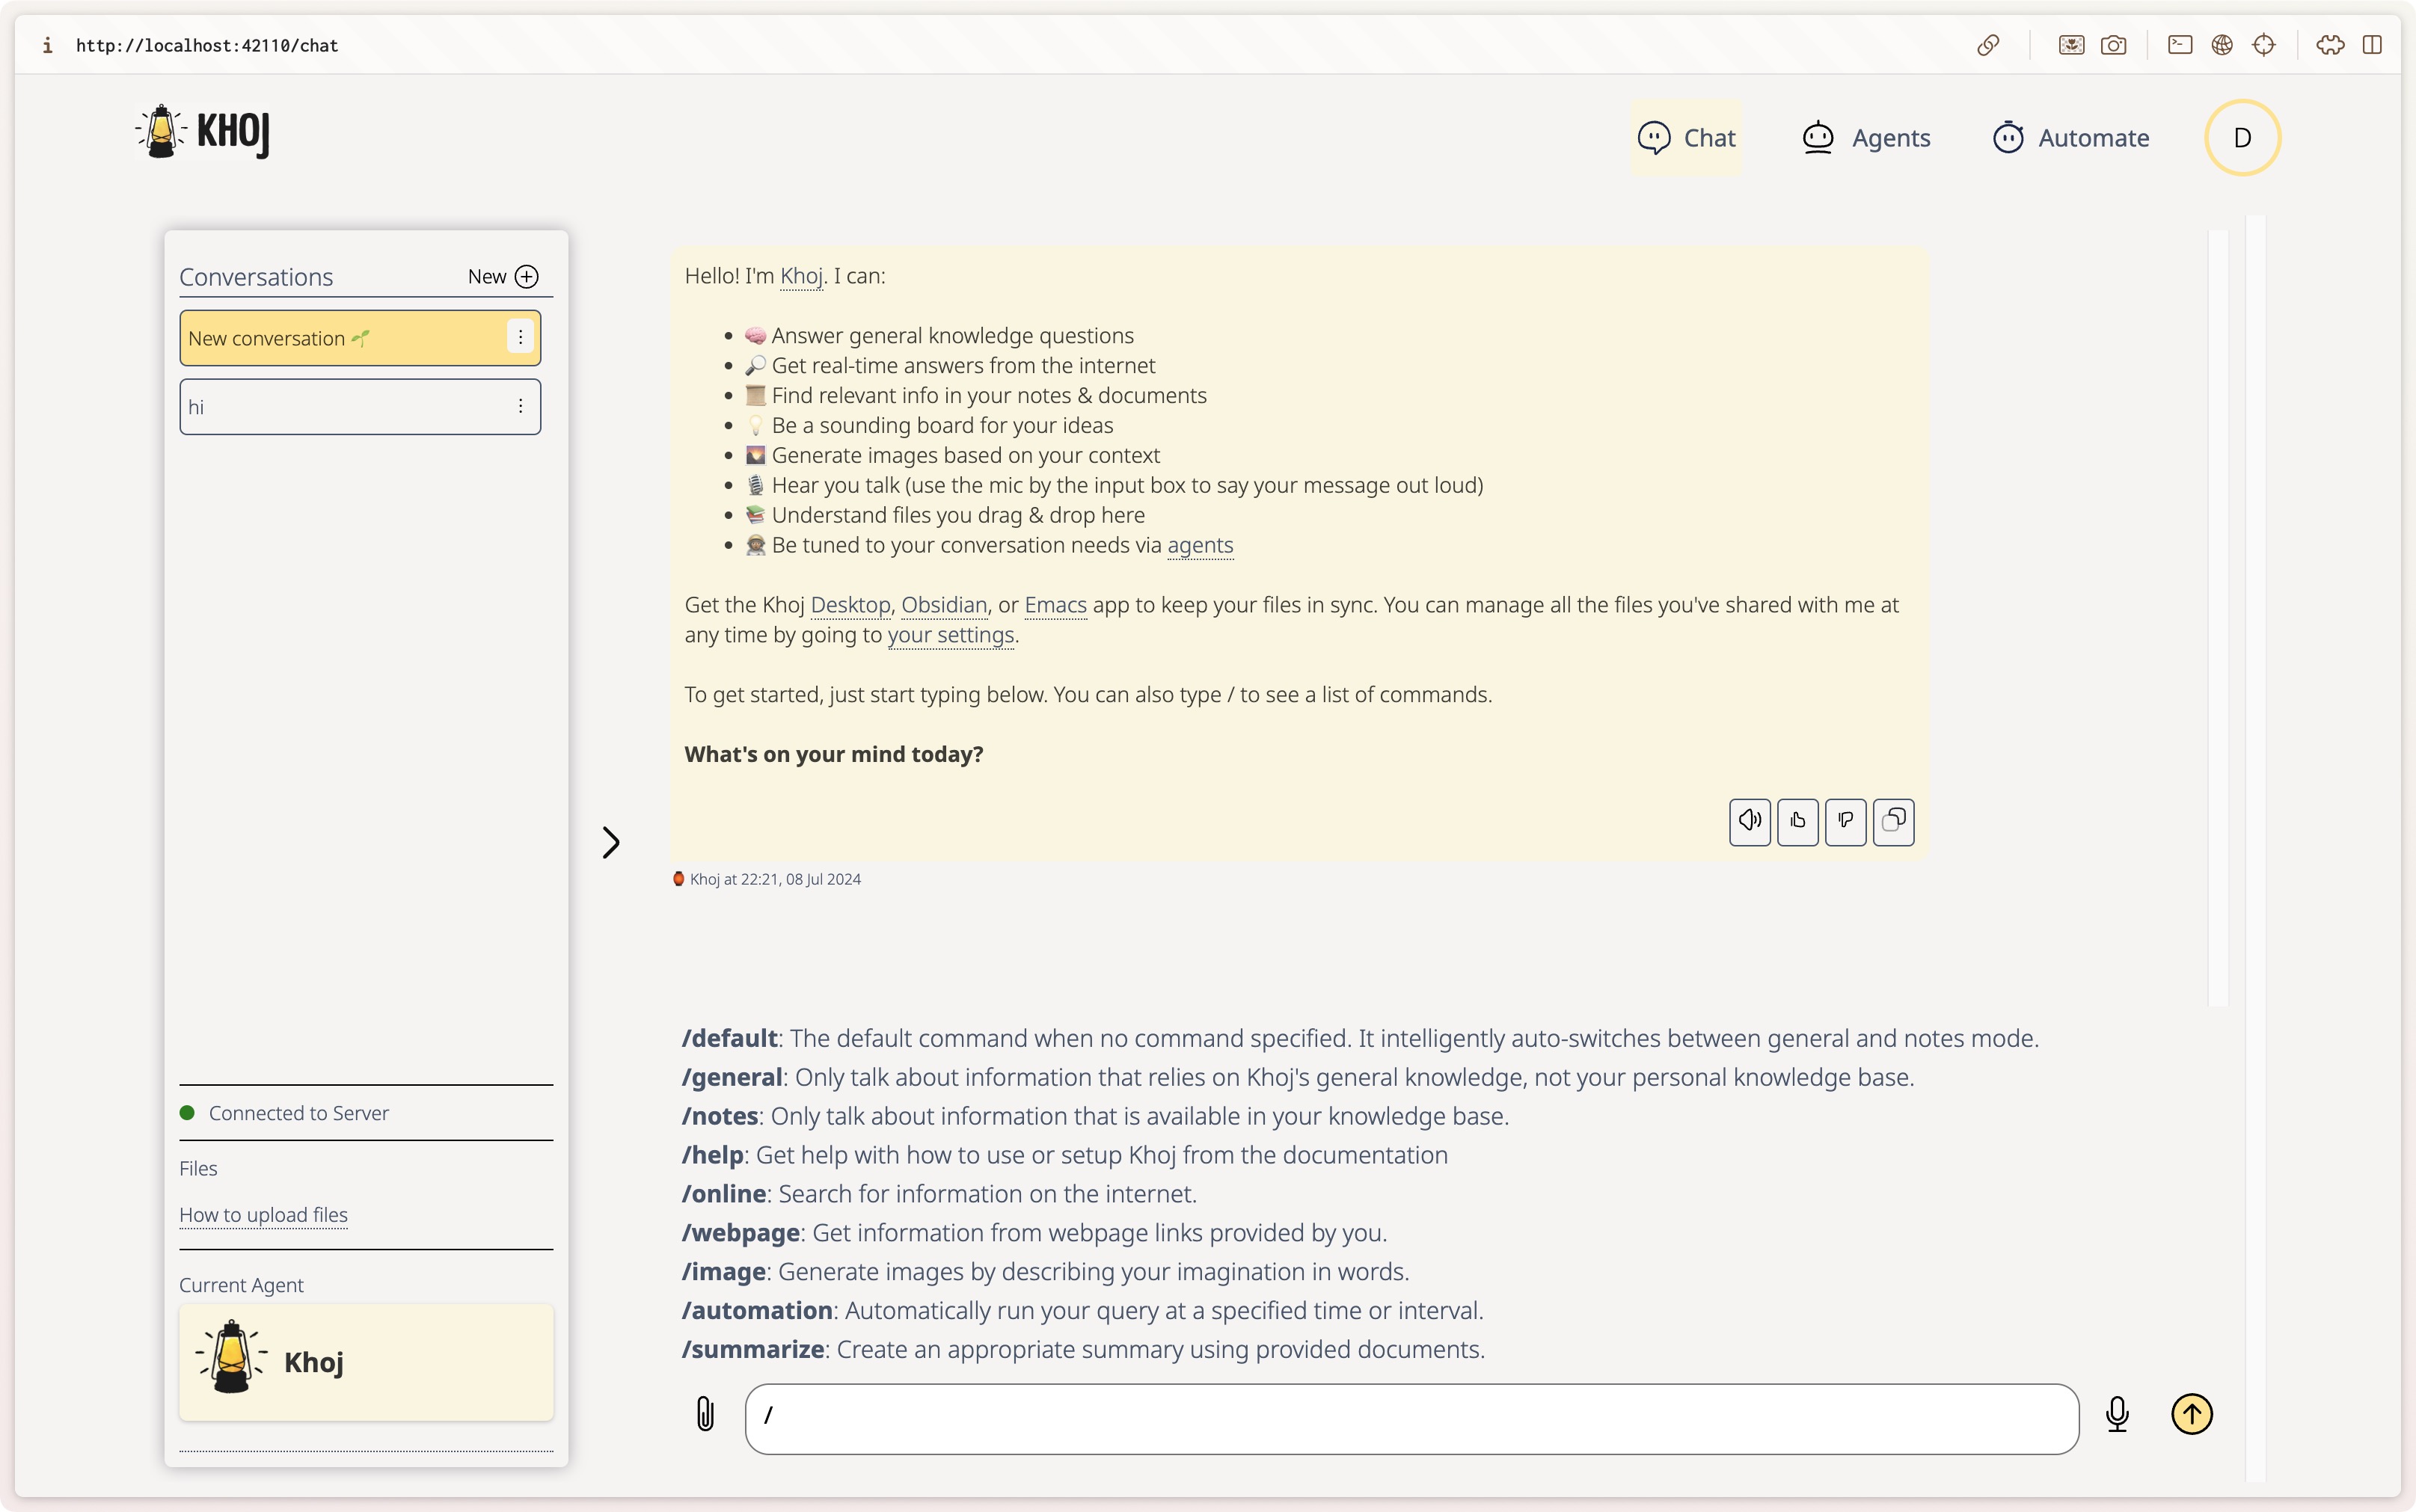 http://localhost:42110/chat
KHOJ
Chat
Agents
Automate
D
Conversations
New
New conversation 🌱
hi
Connected to Server
Files
How to upload files
Current Agent
Khoj
Hello! I'm Khoj. I can:
• 🧠 Answer general knowledge questions
• 🔎 Get real-time answers from the internet
• 📜 Find relevant info in your notes & documents
• 💡 Be a sounding board for your ideas
• 🌄 Generate images based on your context
• 🎙️ Hear you talk (use the mic by the input box to say your message out loud)
• 📚 Understand files you drag & drop here
• 🧑🏾‍🚀 Be tuned to your conversation needs via agents
Get the Khoj Desktop, Obsidian, or Emacs app to keep your files in sync. You can manage all the files you've shared with me at
any time by going to your settings.
To get started, just start typing below. You can also type / to see a list of commands.
What's on your mind today?
🏮 Khoj at 22:21, 08 Jul 2024
/default: The default command when no command specified. It intelligently auto-switches between general and notes mode.
/general: Only talk about information that relies on Khoj's general knowledge, not your personal knowledge base.
/notes: Only talk about information that is available in your knowledge base.
/help: Get help with how to use or setup Khoj from the documentation
/online: Search for information on the internet.
/webpage: Get information from webpage links provided by you.
/image: Generate images by describing your imagination in words.
/automation: Automatically run your query at a specified time or interval.
/summarize: Create an appropriate summary using provided documents.
/